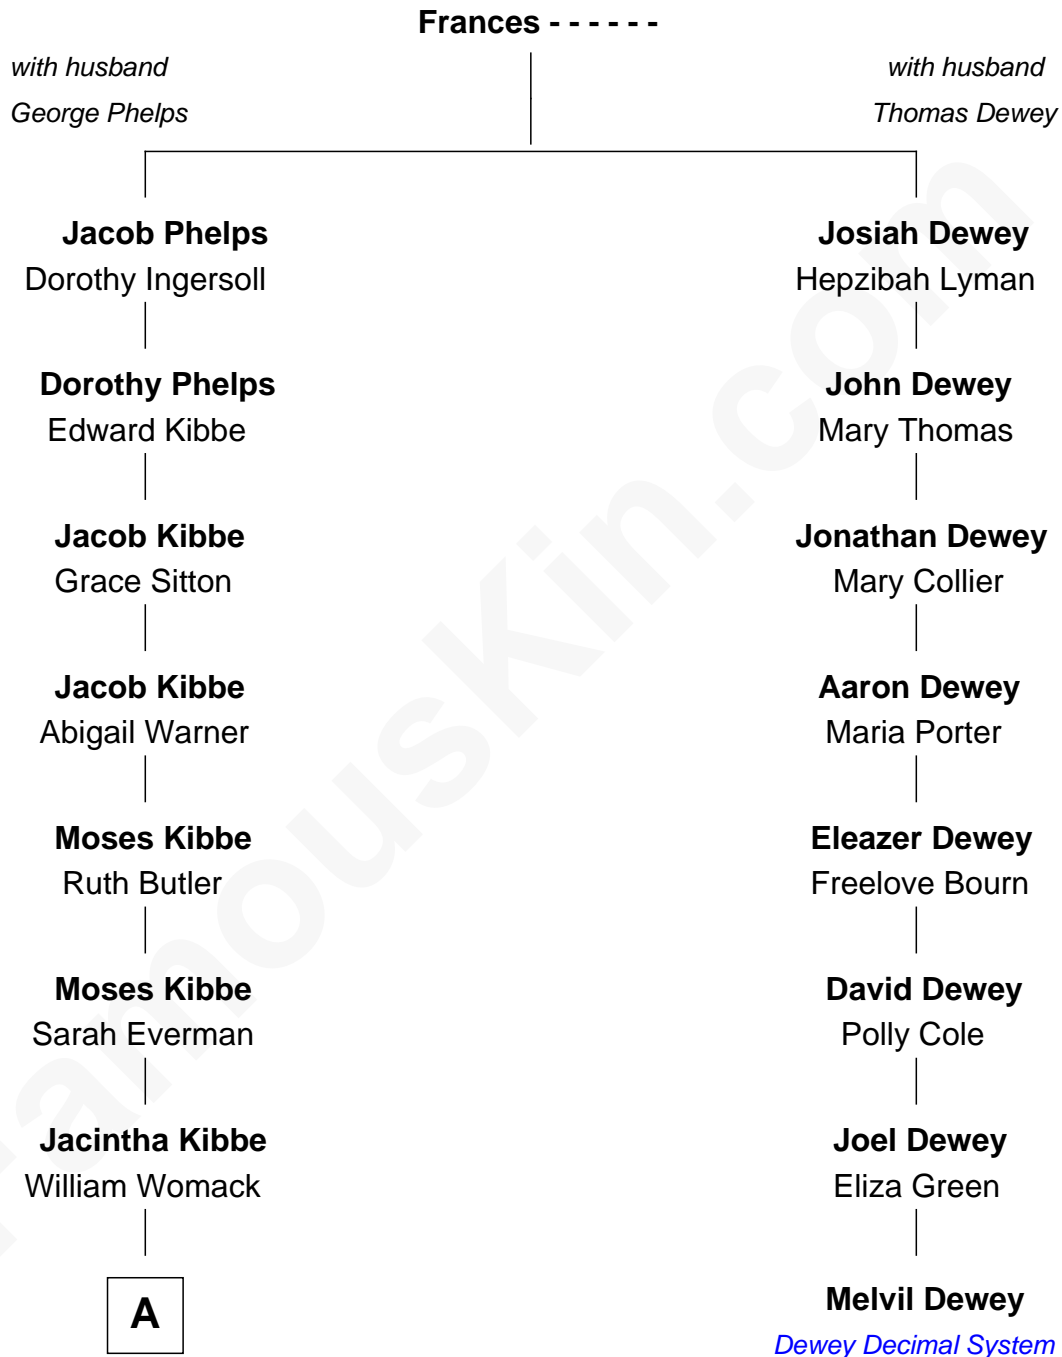 Frances - - - - - -
with husband
George Phelps
with husband
Thomas Dewey
Jacob Phelps
Dorothy Ingersoll
Josiah Dewey
Hepzibah Lyman
Dorothy Phelps
Edward Kibbe
John Dewey
Mary Thomas
Jacob Kibbe
Grace Sitton
Jonathan Dewey
Mary Collier
Jacob Kibbe
Abigail Warner
Aaron Dewey
Maria Porter
Moses Kibbe
Ruth Butler
Eleazer Dewey
Freelove Bourn
Moses Kibbe
Sarah Everman
David Dewey
Polly Cole
Jacintha Kibbe
William Womack
Joel Dewey
Eliza Green
A
Melvil Dewey
Dewey Decimal System
FamousKin.com